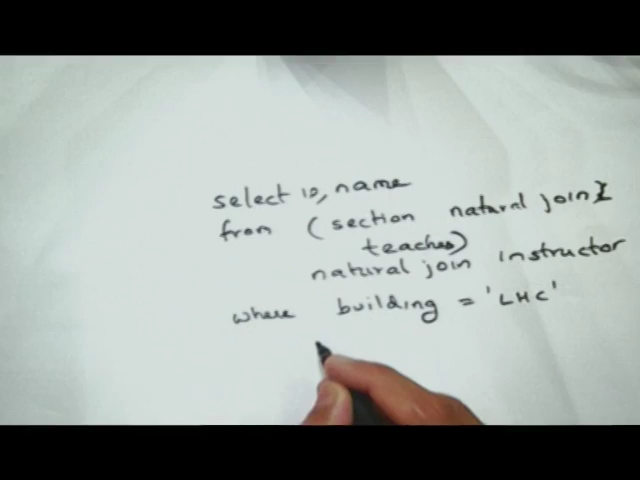 select ID, name
from (section natural join
teaches)
natural join instructor
where building = 'LHC'